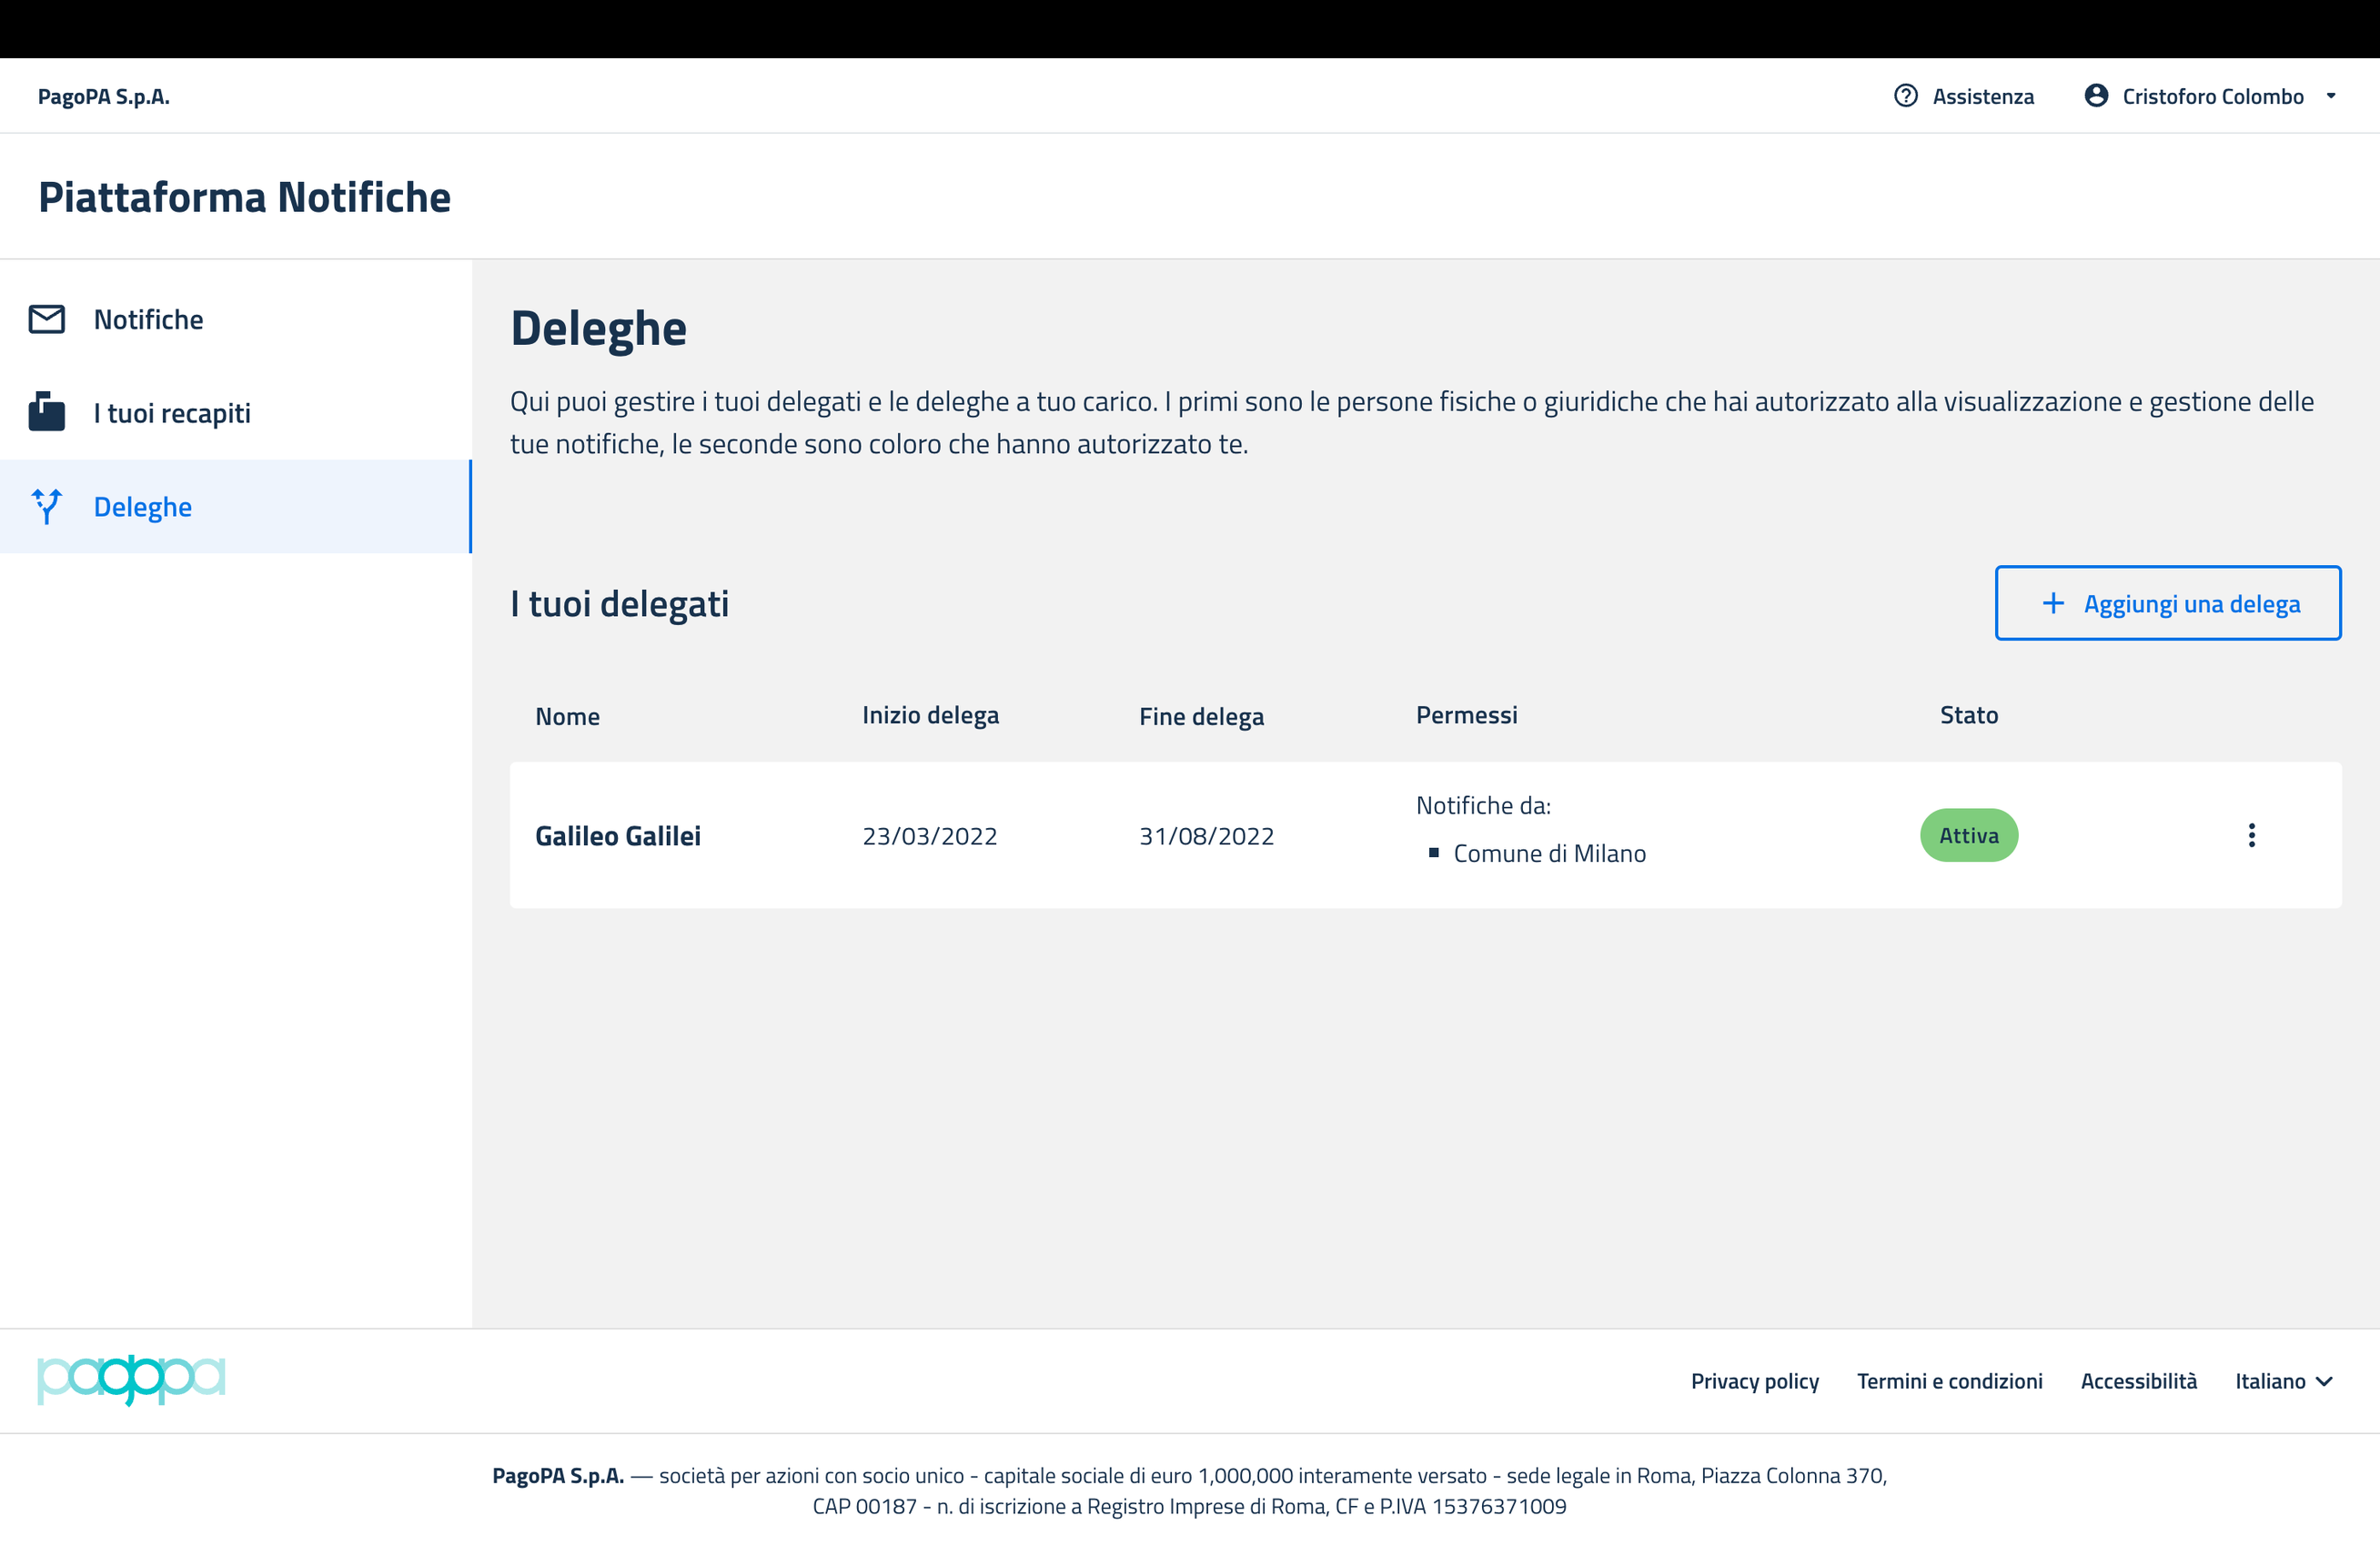 PagoPA S.p.A.
Assistenza
Cristoforo Colombo
Piattaforma Notifiche
Notifiche
I tuoi recapiti
Deleghe
Deleghe
Qui puoi gestire i tuoi delegati e le deleghe a tuo carico. I primi sono le persone fisiche o giuridiche che hai autorizzato alla visualizzazione e gestione delle
tue notifiche, le seconde sono coloro che hanno autorizzato te.
I tuoi delegati
Aggiungi una delega
Nome Inizio delega Fine delega Permessi Stato
Galileo Galilei 23/03/2022 31/08/2022 Notifiche da: Attiva
Comune di Milano
pagopa
Privacy policy Termini e condizioni Accessibilità Italiano
PagoPA S.p.A. — società per azioni con socio unico - capitale sociale di euro 1,000,000 interamente versato - sede legale in Roma, Piazza Colonna 370,
CAP 00187 - n. di iscrizione a Registro Imprese di Roma, CF e P.IVA 15376371009